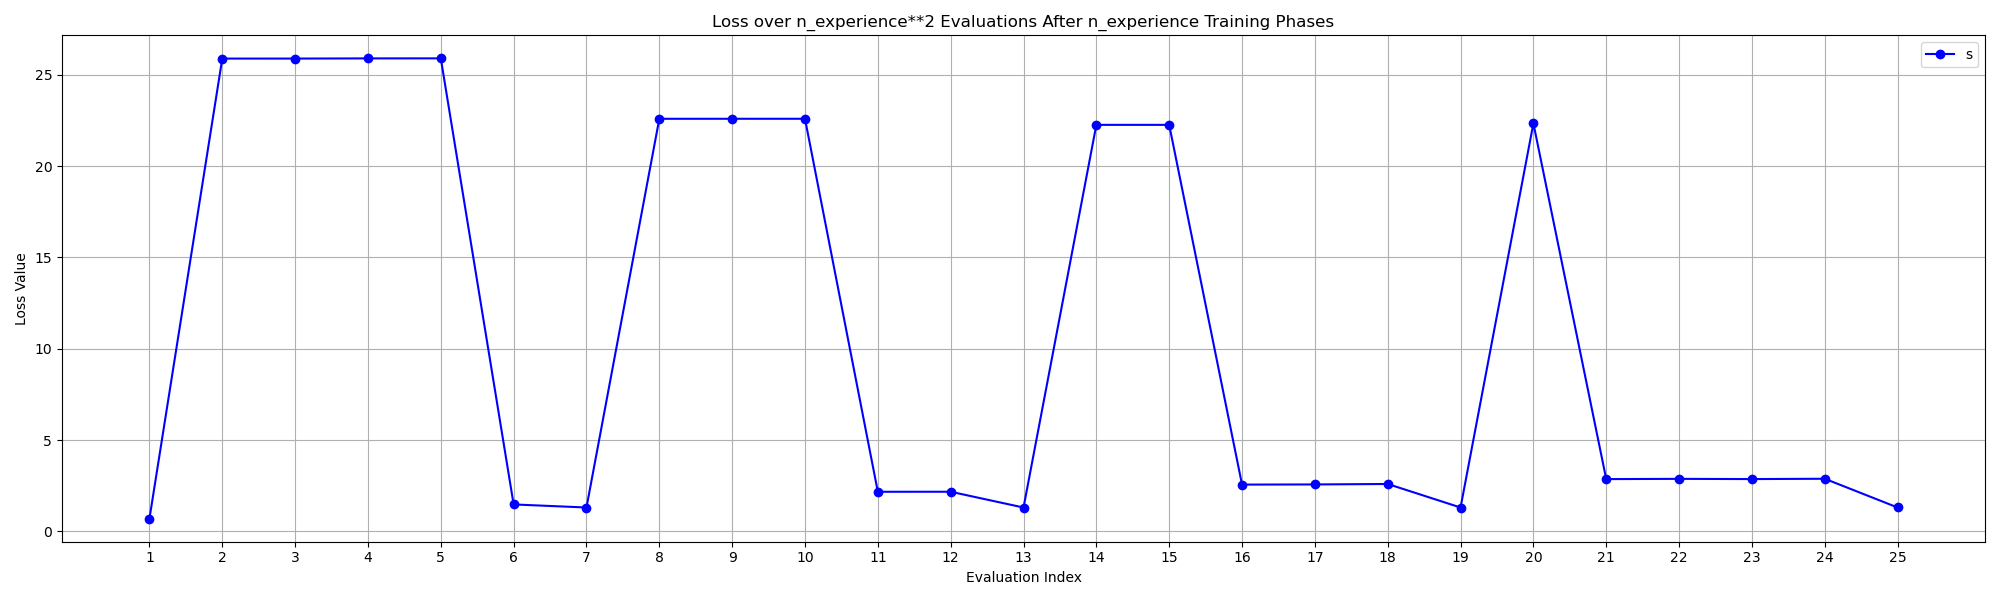 Loss over n_experience**2 Evaluations After n_experience Training Phases
s
Loss Value
25
20
15
10
5
0
1 2 3 4 5 6 7 8 9 10 11 12 13 14 15 16 17 18 19 20 21 22 23 24 25
Evaluation Index